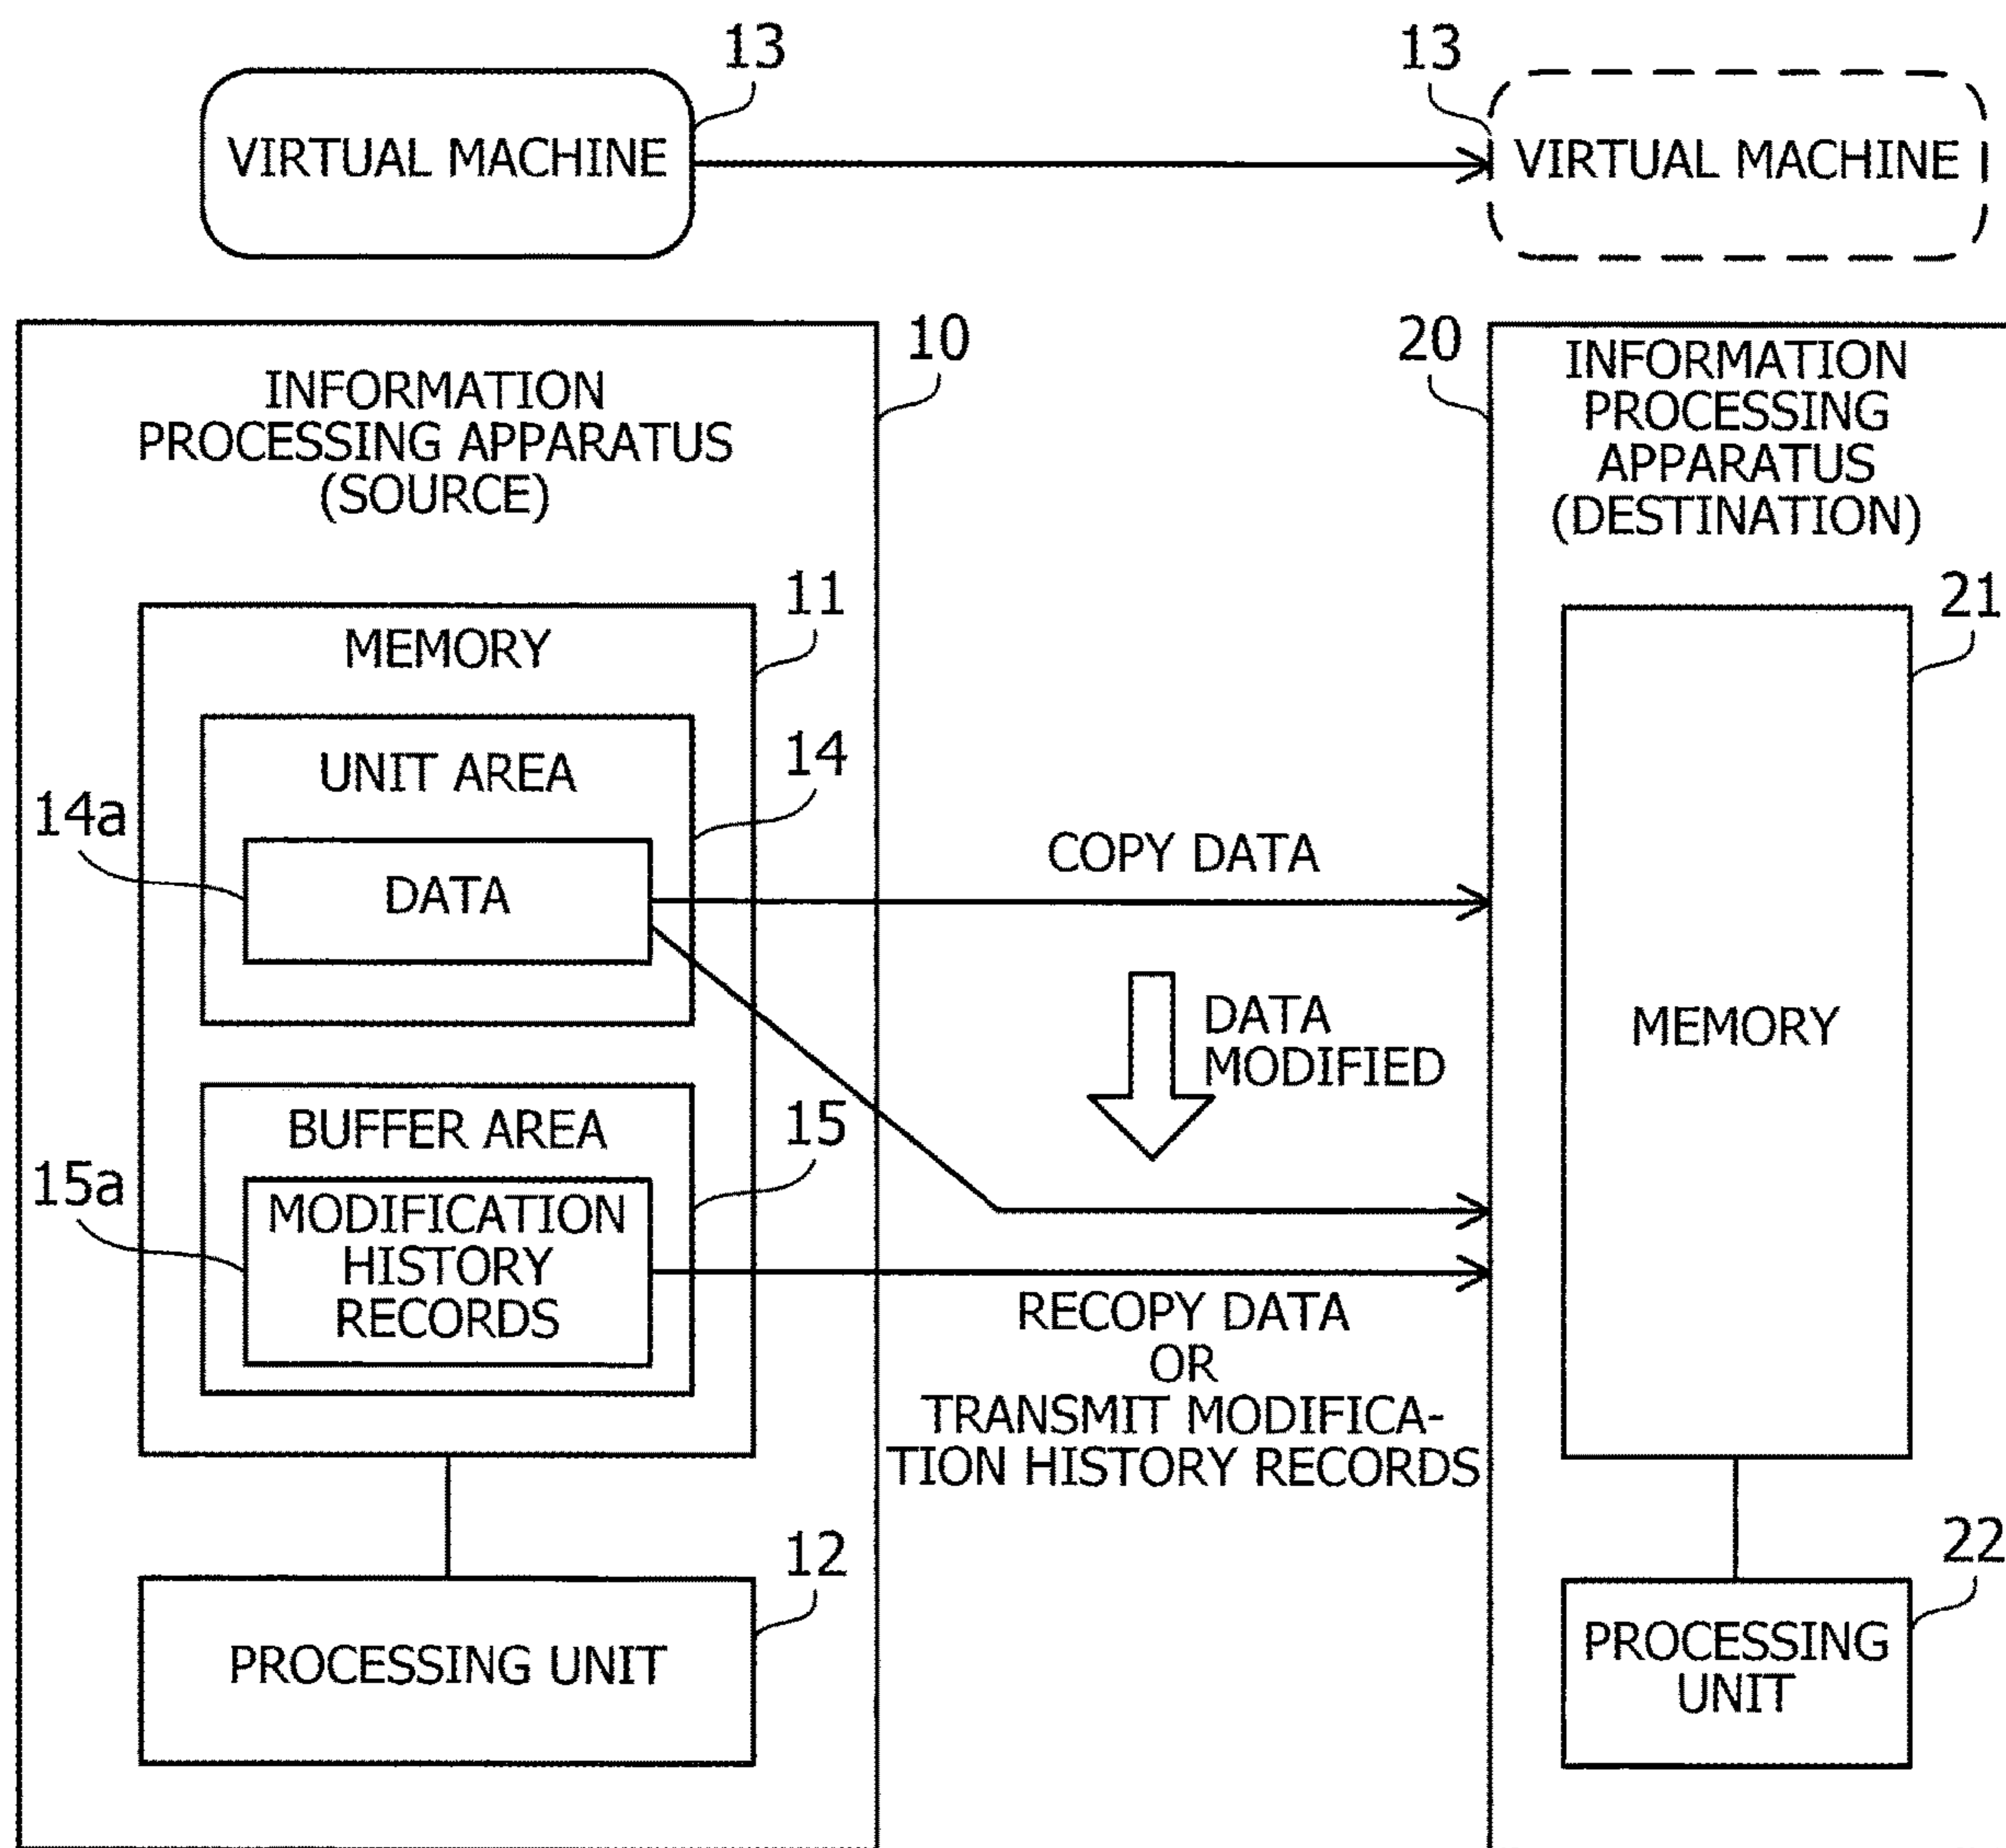 13
13
VIRTUAL MACHINE
VIRTUAL MACHINE
10
20
INFORMATION
PROCESSING APPARATUS
(SOURCE)
INFORMATION
PROCESSING
APPARATUS
(DESTINATION)
11
21
MEMORY
14
UNIT AREA
14a
DATA
COPY DATA
DATA
MODIFIED
MEMORY
15
BUFFER AREA
15a
MODIFICATION
HISTORY
RECORDS
RECOPY DATA
OR
TRANSMIT MODIFICA-
TION HISTORY RECORDS
12
22
PROCESSING UNIT
PROCESSING
UNIT